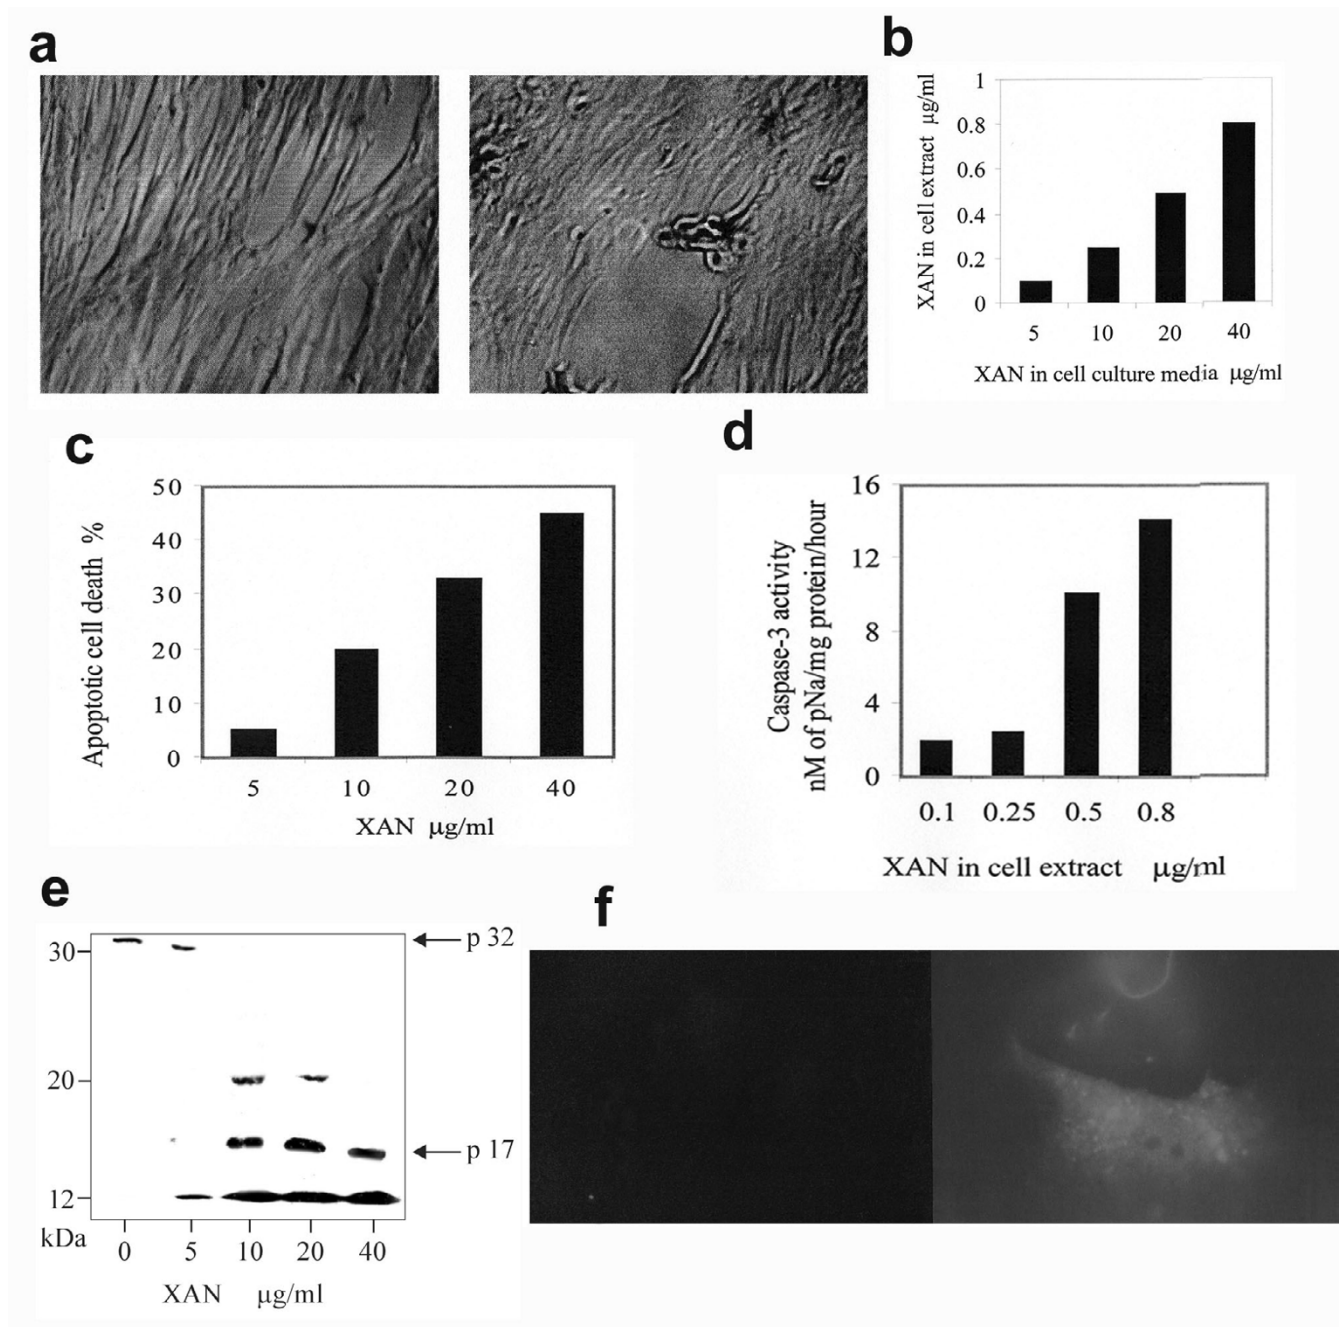 a
b
XAN in cell extract µg/ml
1
0.8
0.6
0.4
0.2
0
5 10 20 40
XAN in cell culture media µg/ml
c
Apoptotic cell death %
50
40
30
20
10
0
5 10 20 40
XAN µg/ml
d
Caspase-3 activity
nM of pNa/mg protein/hour
16
12
8
4
0
0.1 0.25 0.5 0.8
XAN in cell extract µg/ml
e
30
20
12
kDa
p 32
p 17
0 5 10 20 40
XAN µg/ml
f